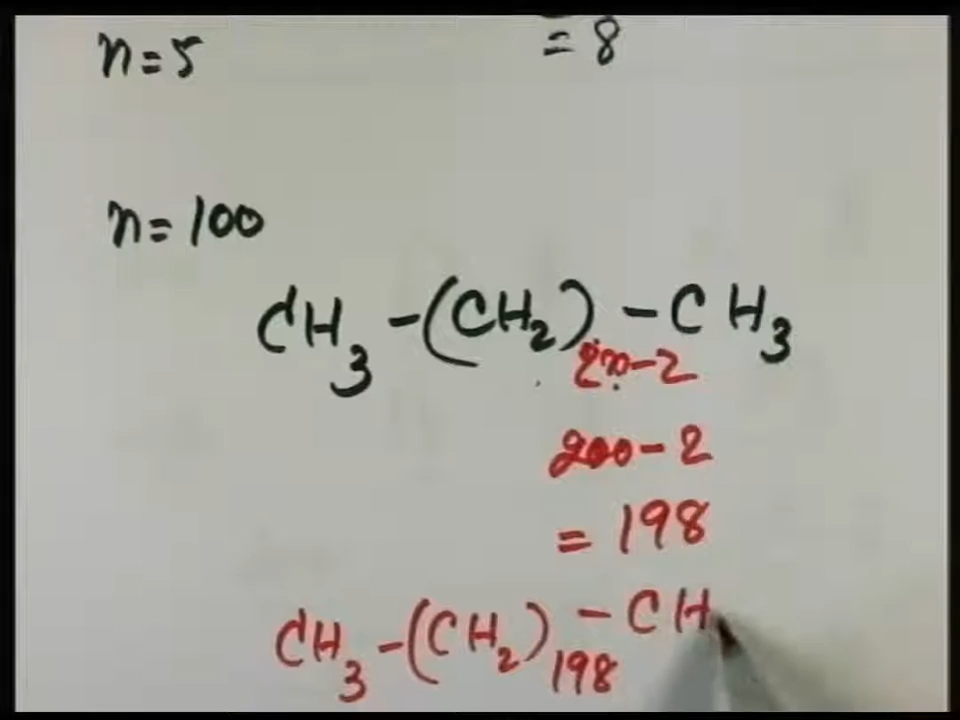 n=5 = 8
n=100
CH3-(CH2)2n-2-CH3
200-2
= 198
CH3-(CH2)198-CH